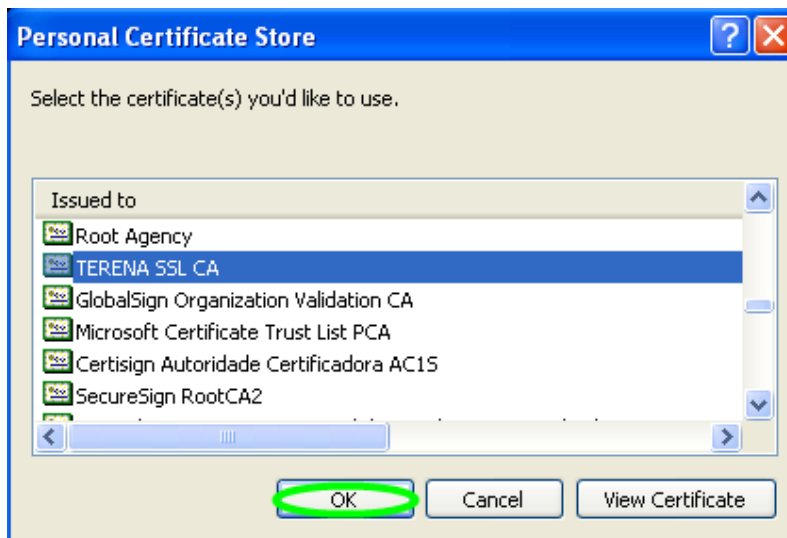 Personal Certificate Store
Select the certificate(s) you'd like to use.
Issued to
Root Agency
TERENA SSL CA
GlobalSign Organization Validation CA
Microsoft Certificate Trust List PCA
Certisign Autoridade Certificadora AC1S
SecureSign RootCA2
OK Cancel View Certificate